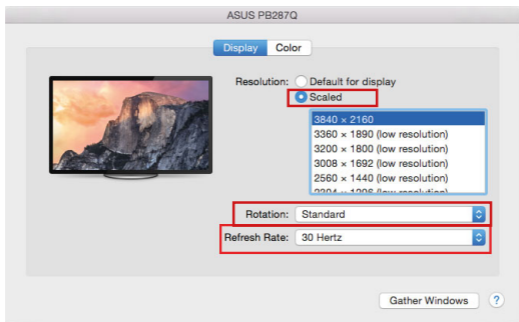 ASUS PB287Q
Display Color
Resolution: Default for display
Scaled
3840 × 2160
3360 × 1890 (low resolution)
3200 × 1800 (low resolution)
3008 × 1692 (low resolution)
2560 × 1440 (low resolution)
Rotation: Standard
Refresh Rate: 30 Hertz
Gather Windows ?